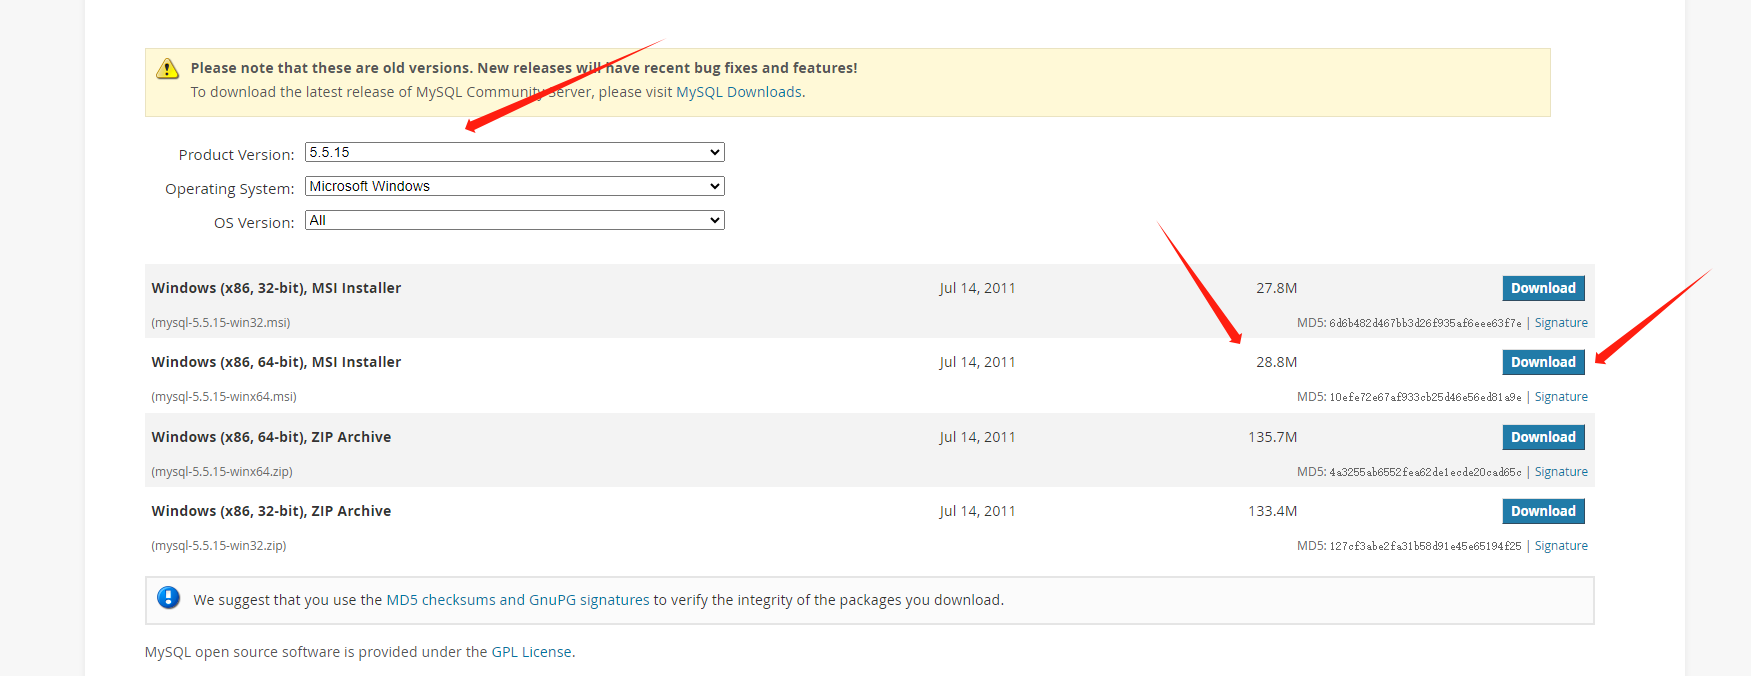 Please note that these are old versions. New releases will have recent bug fixes and features!
To download the latest release of MySQL Community Server, please visit MySQL Downloads.
Product Version: 5.5.15
Operating System: Microsoft Windows
OS Version: All
Windows (x86, 32-bit), MSI Installer Jul 14, 2011 27.8M Download
(mysql-5.5.15-win32.msi) MD5: 6d6b482d467bb3d26f935af6eee63f7e | Signature
Windows (x86, 64-bit), MSI Installer Jul 14, 2011 28.8M Download
(mysql-5.5.15-winx64.msi) MD5: 10efe72e67af933cb25d46e56ed81a9e | Signature
Windows (x86, 64-bit), ZIP Archive Jul 14, 2011 135.7M Download
(mysql-5.5.15-winx64.zip) MD5: 4a3255ab6552fea62de1ecde20cad65c | Signature
Windows (x86, 32-bit), ZIP Archive Jul 14, 2011 133.4M Download
(mysql-5.5.15-win32.zip) MD5: 127cf3abe2fa31b58d91e45e65194f25 | Signature
We suggest that you use the MD5 checksums and GnuPG signatures to verify the integrity of the packages you download.
MySQL open source software is provided under the GPL License.